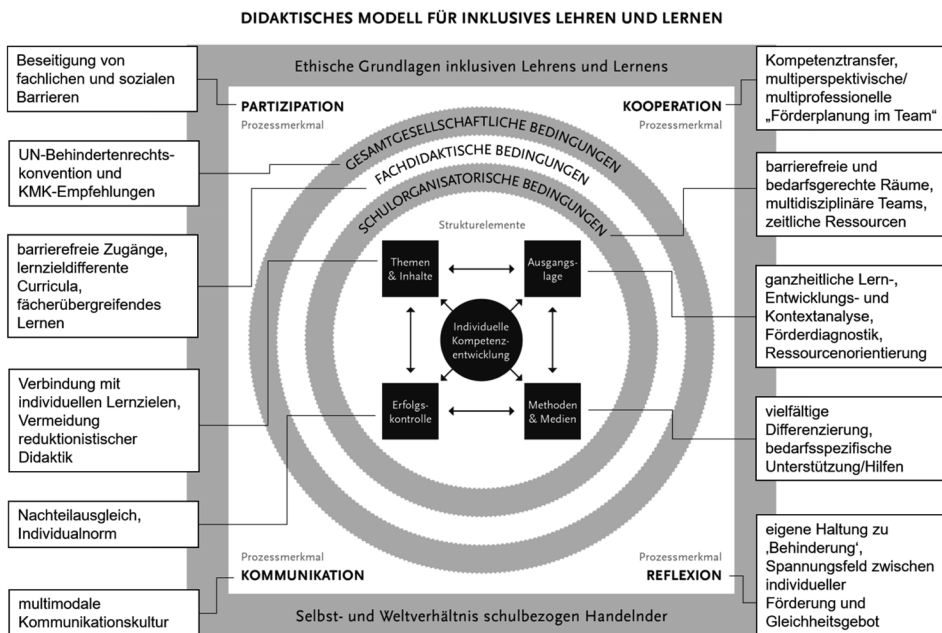 DIDAKTISCHES MODELL FÜR INKLUSIVES LEHREN UND LERNEN
Beseitigung von
fachlichen und sozialen
Barrieren
UN-Behindertenrechts-
konvention und
KMK-Empfehlungen
barrierefreie Zugänge,
lernzieldifferente
Curricula,
fächerübergreifendes
Lernen
Verbindung mit
individuellen Lernzielen,
Vermeidung
reduktionistischer
Didaktik
Nachteilausgleich,
Individualnorm
multimodale
Kommunikationskultur
Ethische Grundlagen inklusiven Lehrens und Lernens
PARTIZIPATION
Prozessmerkmal
KOOPERATION
Prozessmerkmal
GESAMTGESELLSCHAFTLICHE BEDINGUNGEN
FACHDIDAKTISCHE BEDINGUNGEN
SCHULORGANISATORISCHE BEDINGUNGEN
Strukturelemente
Themen
& Inhalte
Ausgangs-
lage
Individuelle
Kompetenz-
entwicklung
Erfolgs-
kontrolle
Methoden
& Medien
Prozessmerkmal
KOMMUNIKATION
Prozessmerkmal
REFLEXION
Selbst- und Weltverhältnis schulbezogen Handelnder
Kompetenztransfer,
multiperspektivische/
multiprofessionelle
„Förderplanung im Team“
barrierefreie und
bedarfsgerechte Räume,
multidisziplinäre Teams,
zeitliche Ressourcen
ganzheitliche Lern-,
Entwicklungs- und
Kontextanalyse,
Förderdiagnostik,
Ressourcenorientierung
vielfältige
Differenzierung,
bedarfsspezifische
Unterstützung/Hilfen
eigene Haltung zu
‚Behinderung‘,
Spannungsfeld zwischen
individueller
Förderung und
Gleichheitsgebot